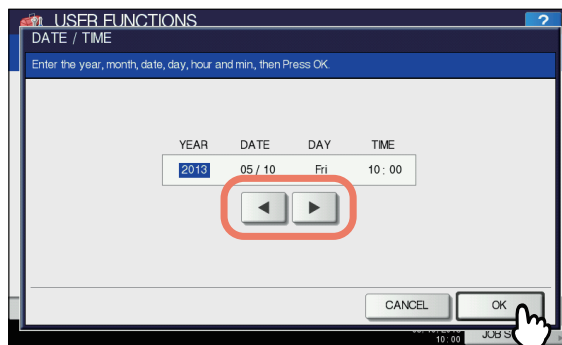 USER FUNCTIONS
?
DATE / TIME
Enter the year, month, date, day, hour and min., then Press OK.
YEAR DATE DAY TIME
2013 05 / 10 Fri 10 : 00
CANCEL OK
10:00 JOB